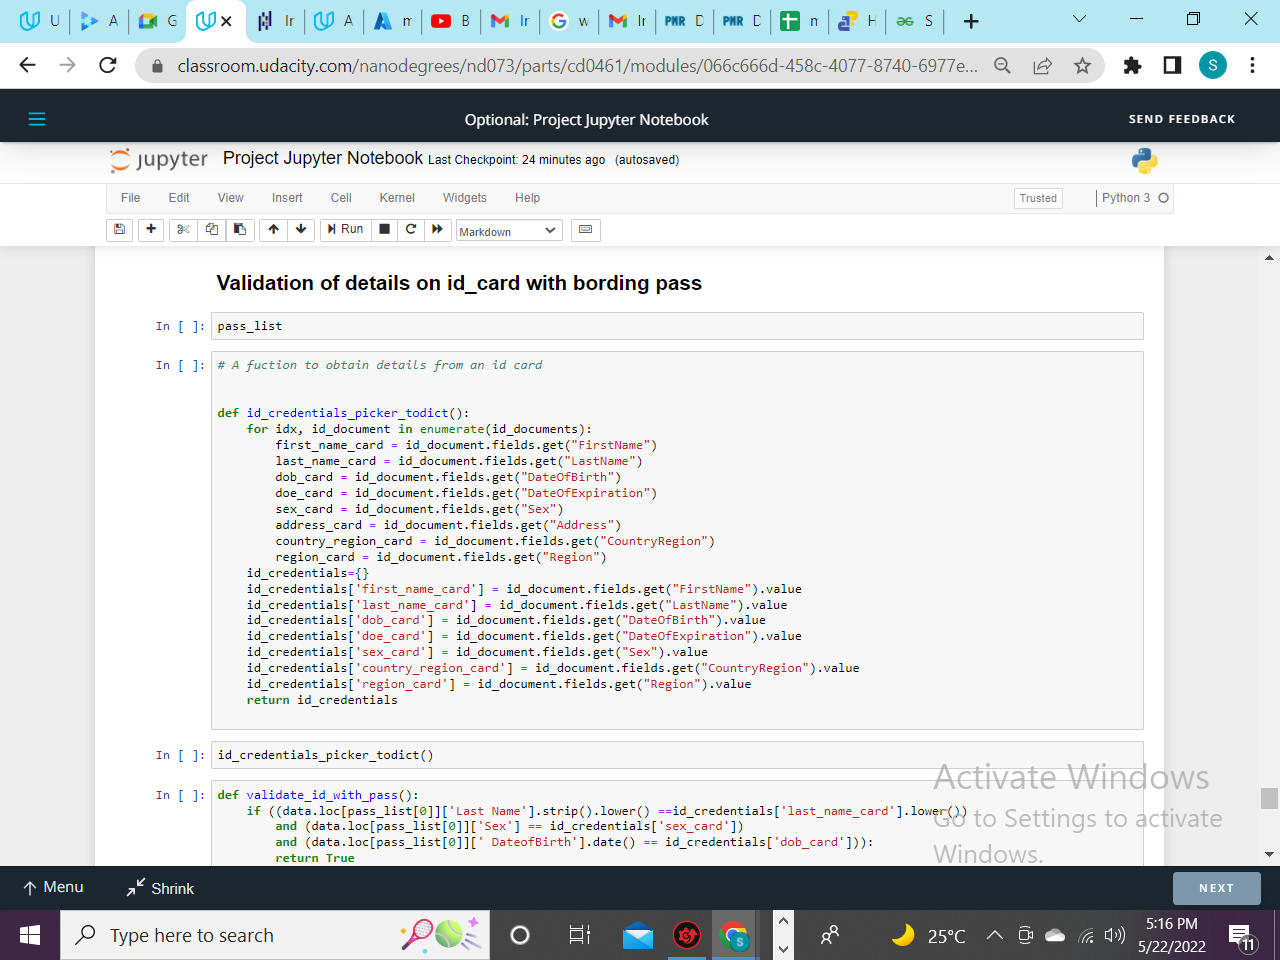 U
A
G
Ir
A
m
B
Ir
G w
Ir
PMR D
PMR D
m
H
S
classroom.udacity.com/nanodegrees/nd073/parts/cd0461/modules/066c666d-458c-4077-8740-6977e...
S
Optional: Project Jupyter Notebook
SEND FEEDBACK
jupyter Project Jupyter Notebook Last Checkpoint: 24 minutes ago (autosaved)
File Edit View Insert Cell Kernel Widgets Help Trusted Python 3
Run Markdown
Validation of details on id_card with bording pass
In [ ]: pass_list
In [ ]: # A fuction to obtain details from an id card
def id_credentials_picker_todict():
for idx, id_document in enumerate(id_documents):
first_name_card = id_document.fields.get("FirstName")
last_name_card = id_document.fields.get("LastName")
dob_card = id_document.fields.get("DateOfBirth")
doe_card = id_document.fields.get("DateOfExpiration")
sex_card = id_document.fields.get("Sex")
address_card = id_document.fields.get("Address")
country_region_card = id_document.fields.get("CountryRegion")
region_card = id_document.fields.get("Region")
id_credentials={}
id_credentials['first_name_card'] = id_document.fields.get("FirstName").value
id_credentials['last_name_card'] = id_document.fields.get("LastName").value
id_credentials['dob_card'] = id_document.fields.get("DateOfBirth").value
id_credentials['doe_card'] = id_document.fields.get("DateOfExpiration").value
id_credentials['sex_card'] = id_document.fields.get("Sex").value
id_credentials['country_region_card'] = id_document.fields.get("CountryRegion").value
id_credentials['region_card'] = id_document.fields.get("Region").value
return id_credentials
In [ ]: id_credentials_picker_todict()
In [ ]: def validate_id_with_pass():
if ((data.loc[pass_list[0]]['Last Name'].strip().lower() ==id_credentials['last_name_card'].lower())
and (data.loc[pass_list[0]]['Sex'] == id_credentials['sex_card'])
and (data.loc[pass_list[0]][' DateofBirth'].date() == id_credentials['dob_card'])):
return True
Activate Windows
Go to Settings to activate
Windows.
Menu
Shrink
NEXT
Type here to search
S
25°C
5:16 PM
5/22/2022
11